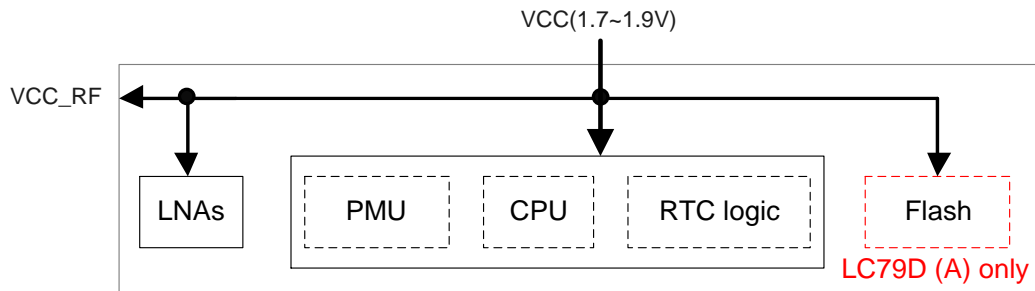 VCC(1.7~1.9V)
VCC_RF
LNAs
PMU
CPU
RTC logic
Flash
LC79D (A) only